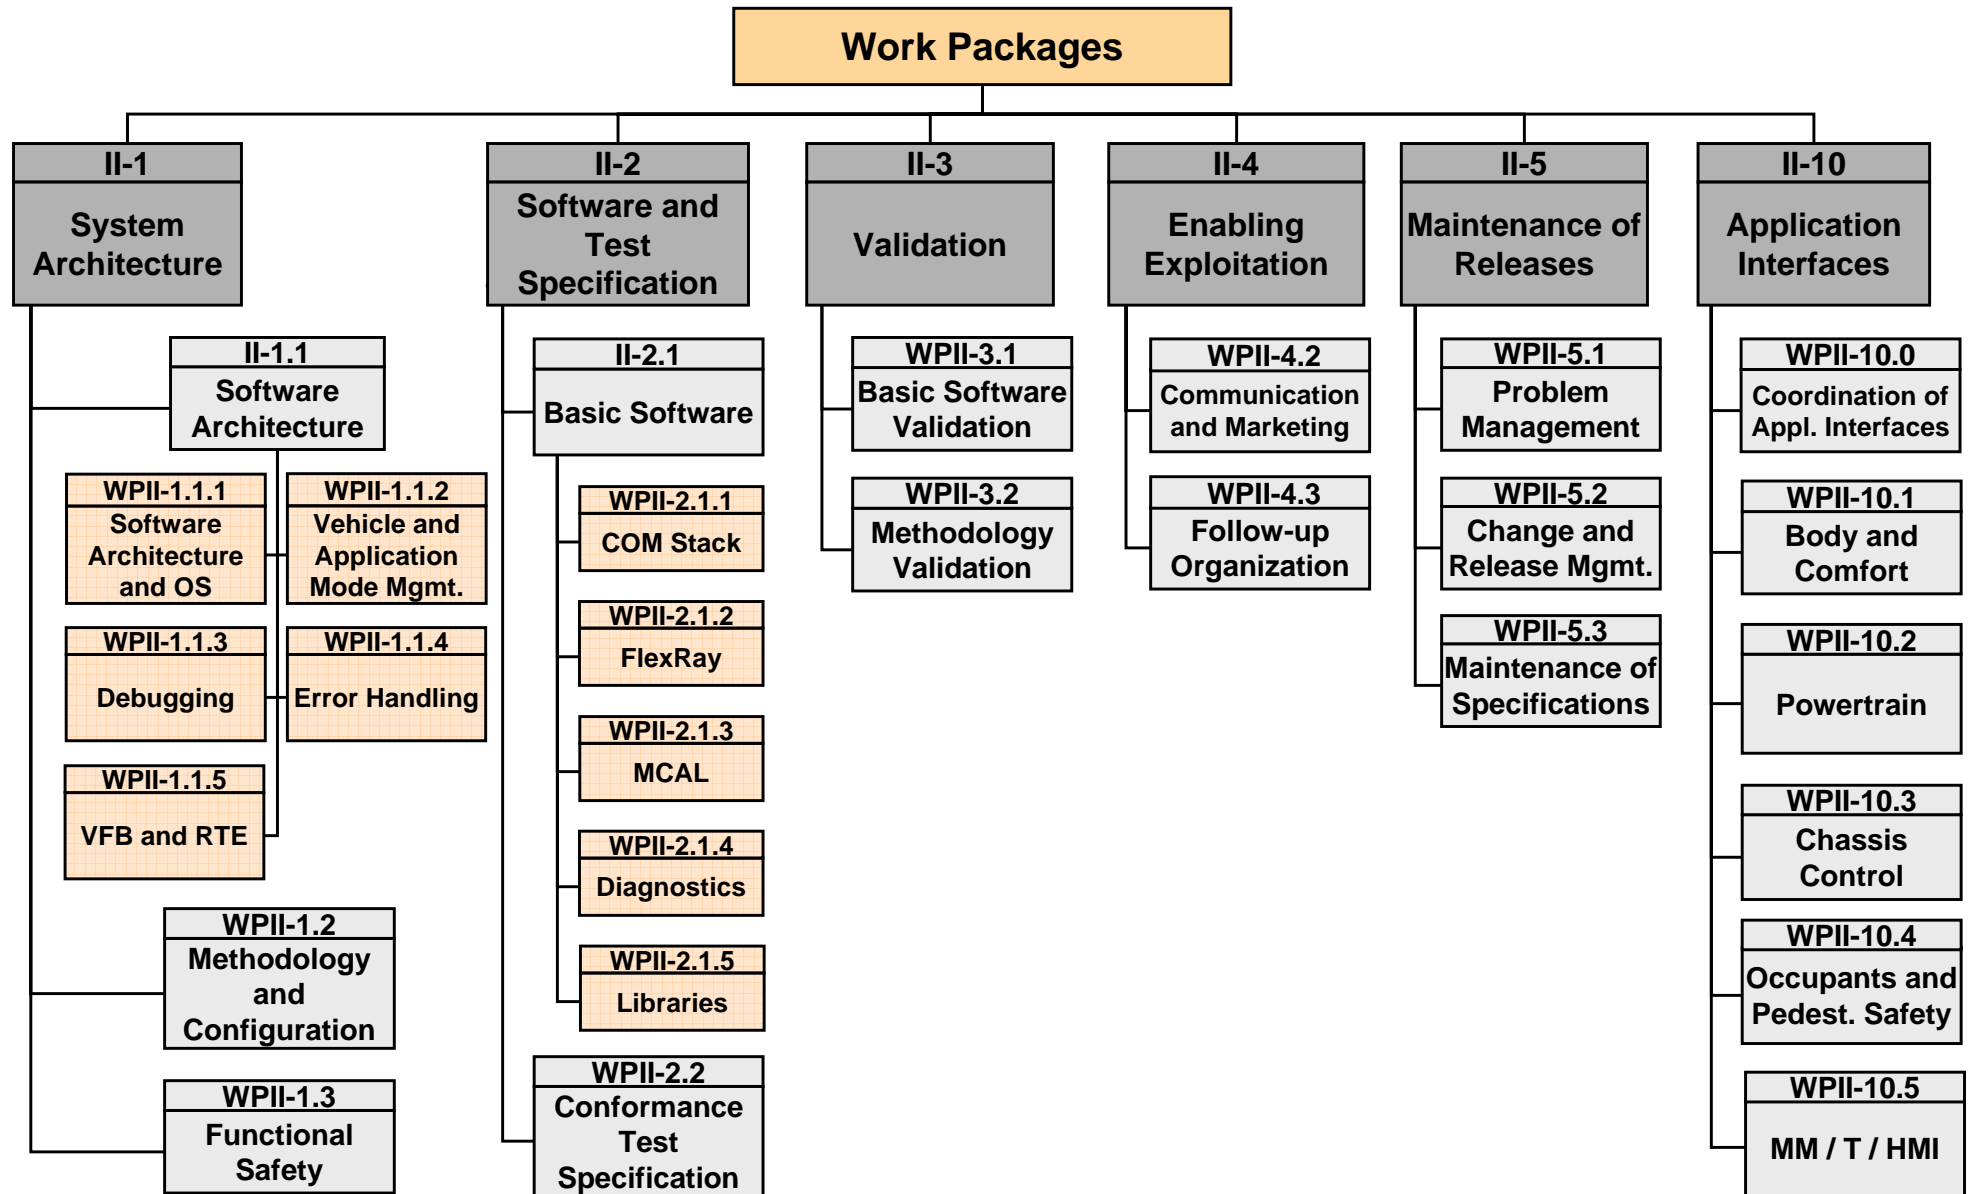 Work Packages
II-1
System
Architecture
II-1.1
Software
Architecture
WPII-1.1.1
Software
Architecture
and OS
WPII-1.1.2
Vehicle and
Application
Mode Mgmt.
WPII-1.1.3
Debugging
WPII-1.1.4
Error Handling
WPII-1.1.5
VFB and RTE
WPII-1.2
Methodology
and
Configuration
WPII-1.3
Functional
Safety
II-2
Software and
Test
Specification
II-2.1
Basic Software
WPII-2.1.1
COM Stack
WPII-2.1.2
FlexRay
WPII-2.1.3
MCAL
WPII-2.1.4
Diagnostics
WPII-2.1.5
Libraries
WPII-2.2
Conformance
Test
Specification
II-3
Validation
WPII-3.1
Basic Software
Validation
WPII-3.2
Methodology
Validation
II-4
Enabling
Exploitation
WPII-4.2
Communication
and Marketing
WPII-4.3
Follow-up
Organization
II-5
Maintenance of
Releases
WPII-5.1
Problem
Management
WPII-5.2
Change and
Release Mgmt.
WPII-5.3
Maintenance of
Specifications
II-10
Application
Interfaces
WPII-10.0
Coordination of
Appl. Interfaces
WPII-10.1
Body and
Comfort
WPII-10.2
Powertrain
WPII-10.3
Chassis
Control
WPII-10.4
Occupants and
Pedest. Safety
WPII-10.5
MM / T / HMI